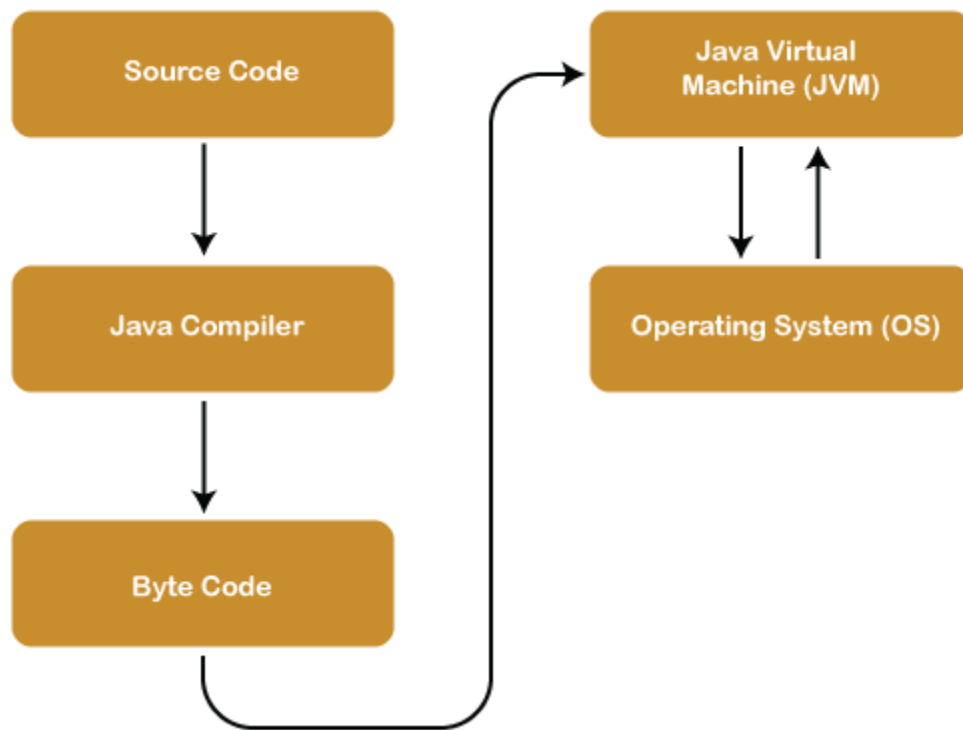 Source Code
Java Compiler
Byte Code
Java Virtual
Machine (JVM)
Operating System (OS)